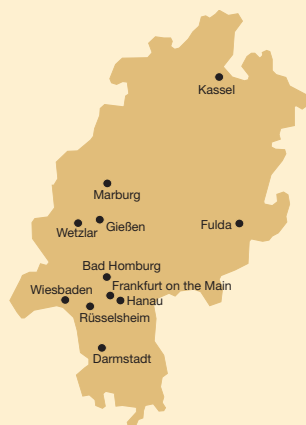 Kassel
Marburg
Gießen
Wetzlar
Fulda
Bad Homburg
Frankfurt on the Main
Wiesbaden
Hanau
Rüsselsheim
Darmstadt